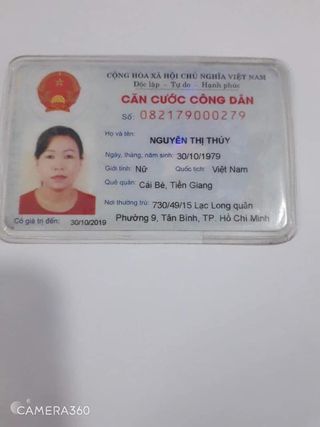 CỘNG HÒA XÃ HỘI CHỦ NGHĨA VIỆT NAM
Độc lập - Tự do - Hạnh phúc
CĂN CƯỚC CÔNG DÂN
Số: 082179000279
Họ và tên:
NGUYỄN THỊ THỦY
Ngày, tháng, năm sinh: 30/10/1979
Giới tính: Nữ Quốc tịch: Việt Nam
Quê quán: Cái Bè, Tiền Giang
Nơi thường trú: 730/49/15 Lạc Long quân
Phường 9, Tân Bình, TP. Hồ Chí Minh
Có giá trị đến: 30/10/2019
CAMERA360